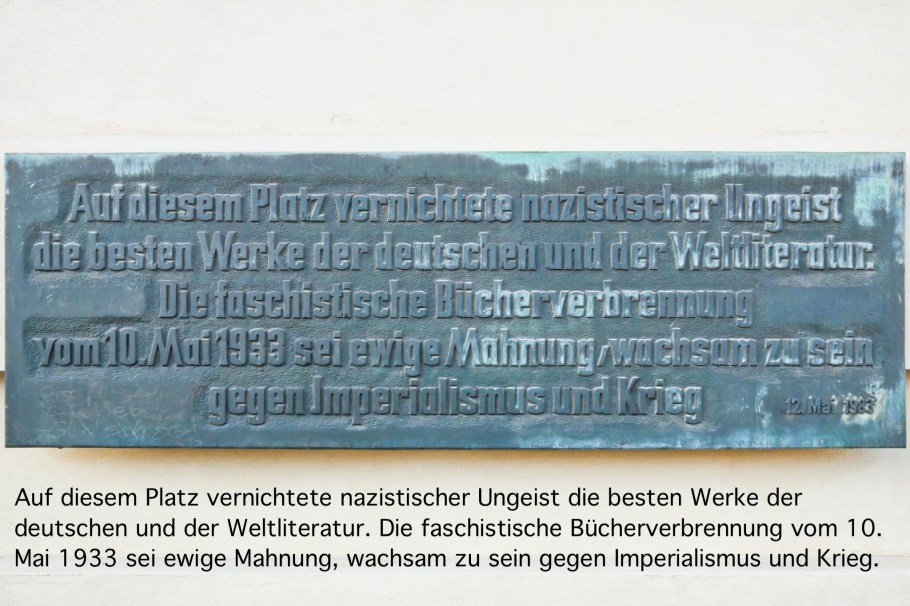 Auf diesem Platz vernichtete nazistischer Ungeist
die besten Werke der deutschen und der Weltliteratur.
Die faschistische Bücherverbrennung
vom 10. Mai 1933 sei ewige Mahnung, wachsam zu sein
gegen Imperialismus und Krieg
12. Mai 1983
Auf diesem Platz vernichtete nazistischer Ungeist die besten Werke der
deutschen und der Weltliteratur. Die faschistische Bücherverbrennung vom 10.
Mai 1933 sei ewige Mahnung, wachsam zu sein gegen Imperialismus und Krieg.